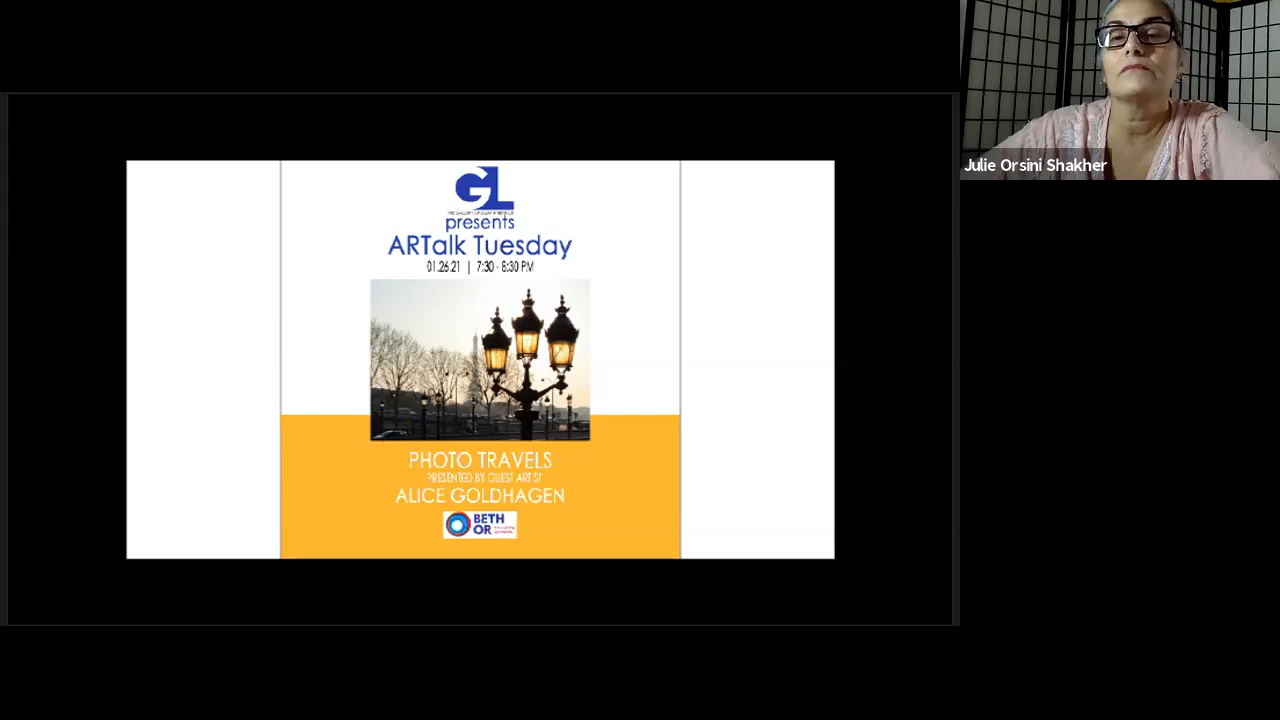 GL
presents
ARTalk Tuesday
01.26.21 | 7:30 - 8:30 PM
PHOTO TRAVELS
PRESENTED BY GUEST ARTIST
ALICE GOLDHAGEN
BETH
OR
Julie Orsini Shakher